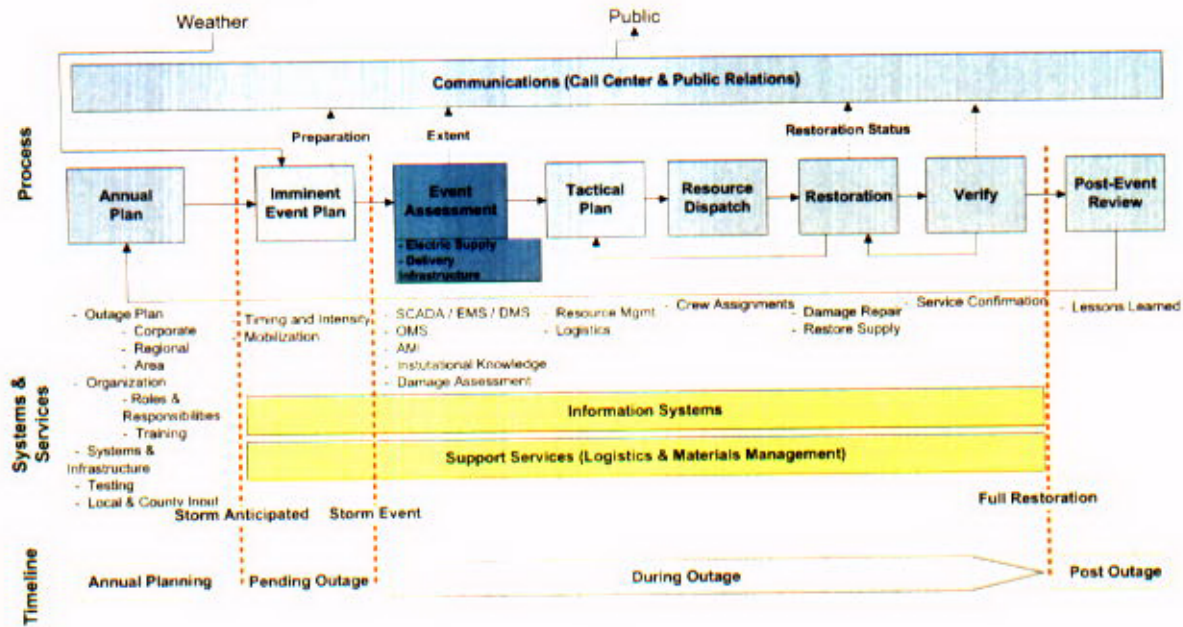 Weather
Public
Communications (Call Center & Public Relations)
Preparation
Extent
Restoration Status
Process
Annual
Plan
Imminent
Event Plan
Event
Assessment
- Electric Supply
- Delivery
Infrastructure
Tactical
Plan
Resource
Dispatch
Restoration
Verify
Post-Event
Review
- Outage Plan
- Corporate
- Regional
- Area
- Organization
- Roles &
Responsibilities
- Training
- Systems &
Infrastructure
- Testing
- Local & County Input
- Timing and Intensity
- Mobilization
- SCADA / EMS / DMS
- OMS
- AMI
- Instutational Knowledge
- Damage Assessment
- Resource Mgmt
- Logistics
- Crew Assignments
- Damage Repair
- Restore Supply
- Service Confirmation
- Lessons Learned
Systems &
Services
Information Systems
Support Services (Logistics & Materials Management)
Storm Anticipated
Storm Event
Full Restoration
Timeline
Annual Planning
Pending Outage
During Outage
Post Outage